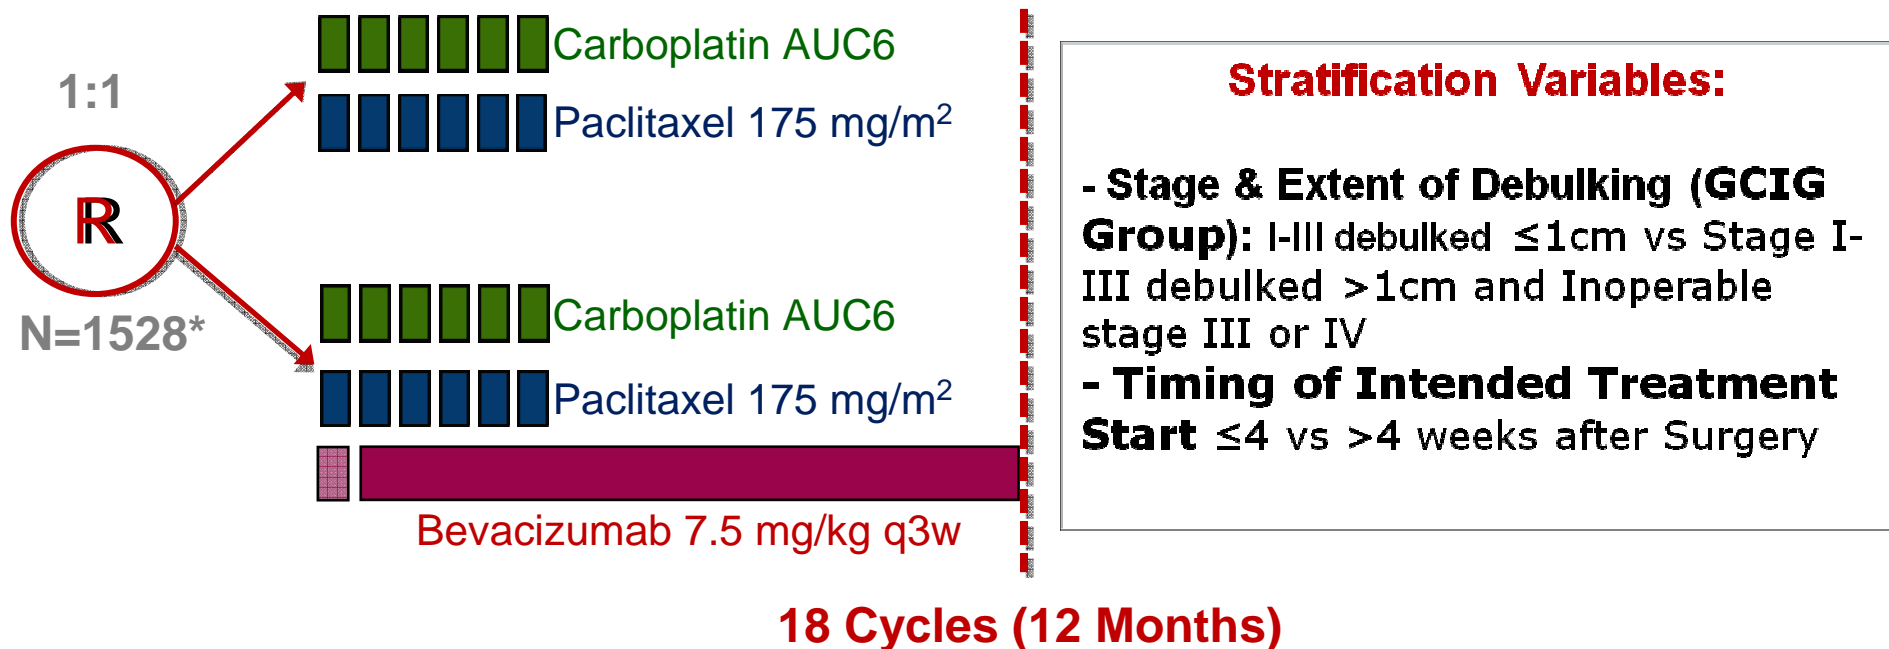 1:1
R
N=1528*
Carboplatin AUC6
Paclitaxel 175 mg/m²
Carboplatin AUC6
Paclitaxel 175 mg/m²
Bevacizumab 7.5 mg/kg q3w
18 Cycles (12 Months)
Stratification Variables:
- Stage & Extent of Debulking (GCIG
Group): I-III debulked ≤1cm vs Stage I-
III debulked >1cm and Inoperable
stage III or IV
- Timing of Intended Treatment
Start ≤4 vs >4 weeks after Surgery